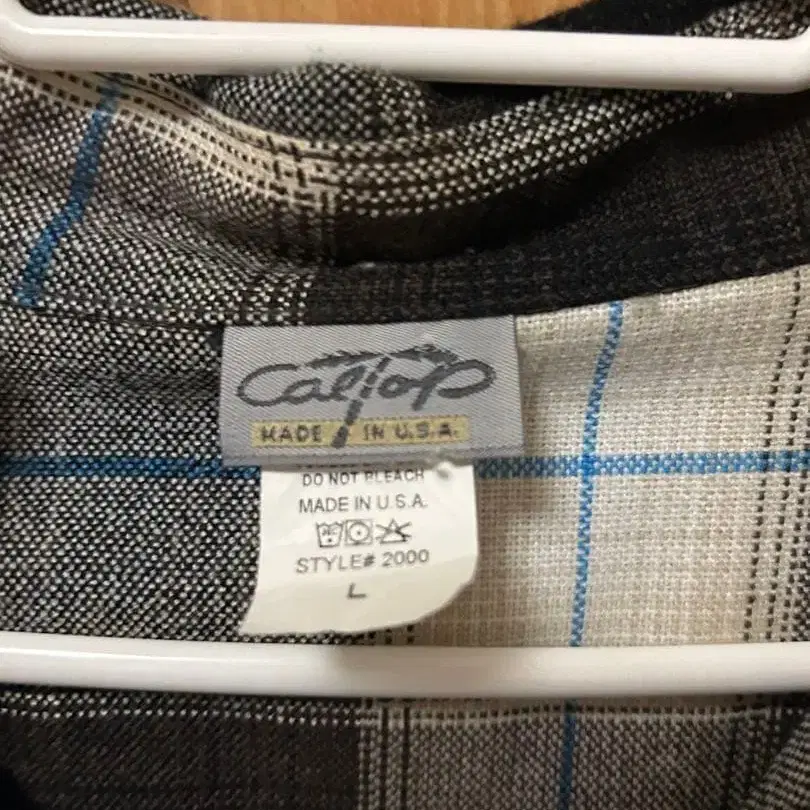 Caltop
MADE IN U.S.A.
DO NOT BLEACH
MADE IN U.S.A.
STYLE# 2000
L